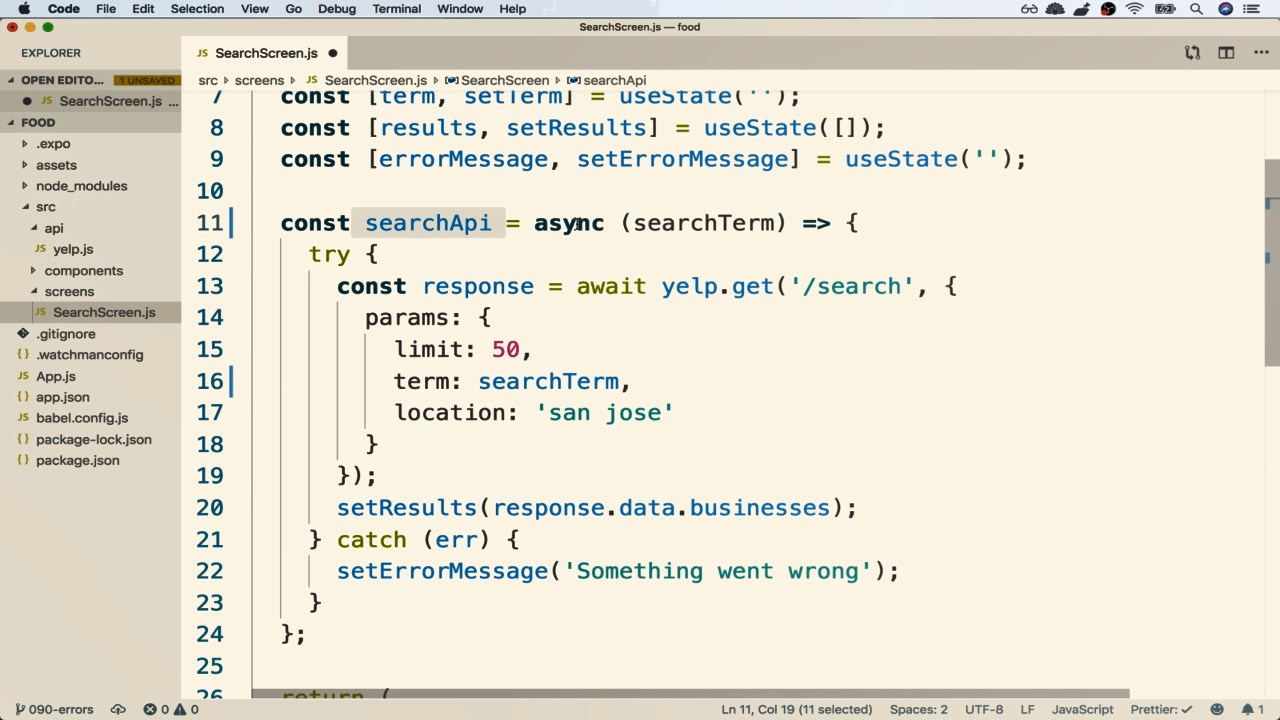 Code File Edit Selection View Go Debug Terminal Window Help
SearchScreen.js — food
EXPLORER
OPEN EDITO... 1 UNSAVED
SearchScreen.js ...
FOOD
.expo
assets
node_modules
src
api
JS yelp.js
components
screens
JS SearchScreen.js
.gitignore
{} .watchmanconfig
JS App.js
{} app.json
JS babel.config.js
{} package-lock.json
{} package.json
JS SearchScreen.js
src screens JS SearchScreen.js SearchScreen searchApi
7 const [term, setTerm] = useState('');
8 const [results, setResults] = useState([]);
9 const [errorMessage, setErrorMessage] = useState('');
10
11 const searchApi = async (searchTerm) => {
12 try {
13 const response = await yelp.get('/search', {
14 params: {
15 limit: 50,
16 term: searchTerm,
17 location: 'san jose'
18 }
19 });
20 setResults(response.data.businesses);
21 } catch (err) {
22 setErrorMessage('Something went wrong');
23 }
24 };
25
26 return (
090-errors 0 0 Ln 11, Col 19 (11 selected) Spaces: 2 UTF-8 LF JavaScript Prettier: ✓ 1